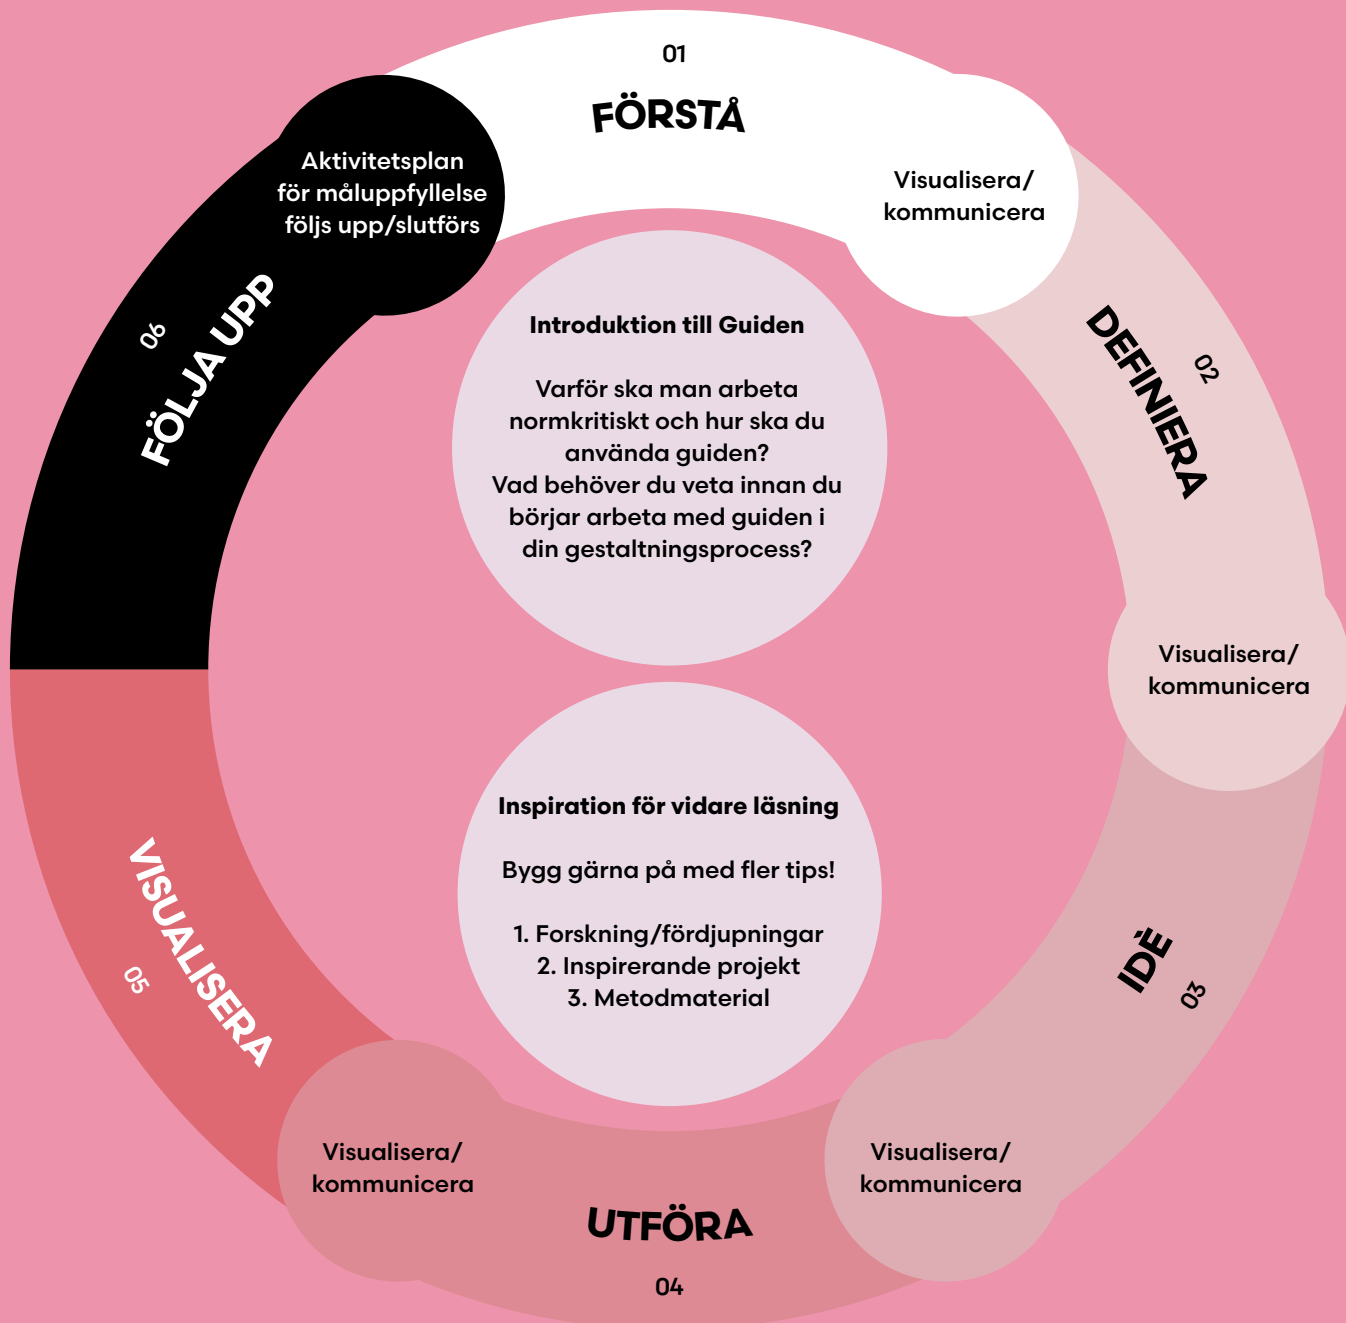 01
FÖRSTÅ
Visualisera/
kommunicera
02
DEFINIERA
Visualisera/
kommunicera
03
IDÈ
Visualisera/
kommunicera
04
UTFÖRA
Visualisera/
kommunicera
05
VISUALISERA
06
FÖLJA UPP
Aktivitetsplan
för måluppfyllelse
följs upp/slutförs
Introduktion till Guiden
Varför ska man arbeta
normkritiskt och hur ska du
använda guiden?
Vad behöver du veta innan du
börjar arbeta med guiden i
din gestaltningsprocess?
Inspiration för vidare läsning
Bygg gärna på med fler tips!
1. Forskning/fördjupningar
2. Inspirerande projekt
3. Metodmaterial